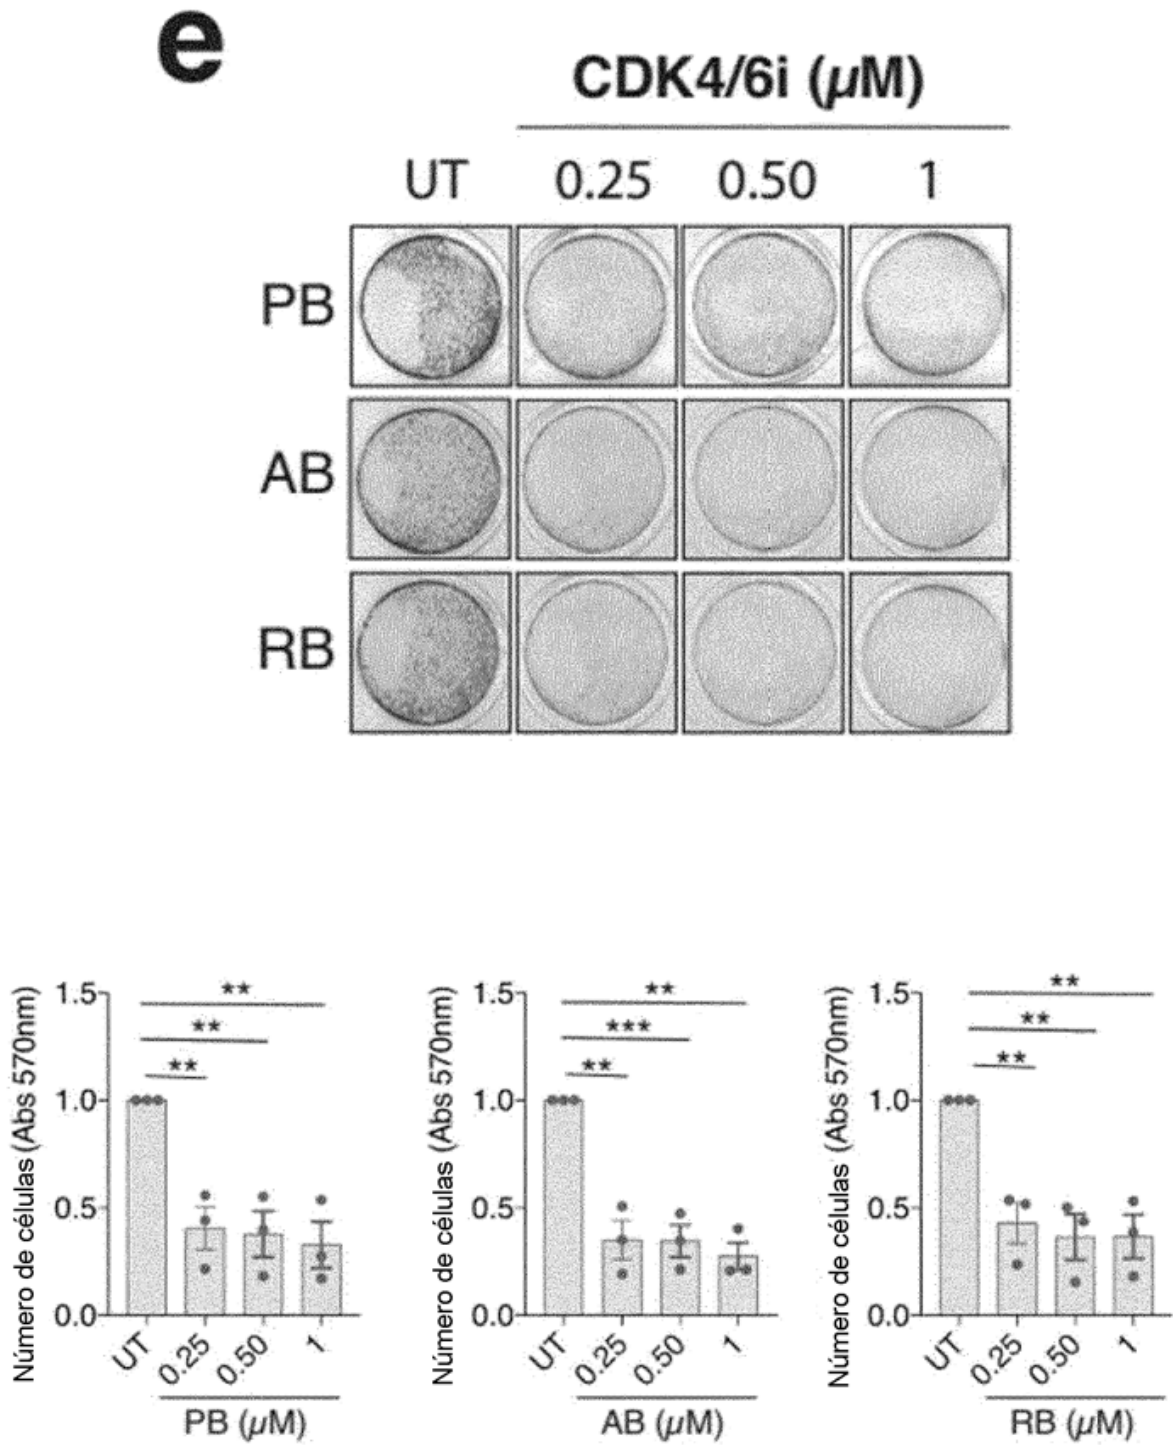 e
CDK4/6i (µM)
UT 0.25 0.50 1
PB
AB
RB
Número de células (Abs 570nm)
1.5
1.0
0.5
0.0
**
**
**
UT 0.25 0.50 1
PB (µM)
Número de células (Abs 570nm)
1.5
1.0
0.5
0.0
**
***
**
UT 0.25 0.50 1
AB (µM)
Número de células (Abs 570nm)
1.5
1.0
0.5
0.0
**
**
**
UT 0.25 0.50 1
RB (µM)